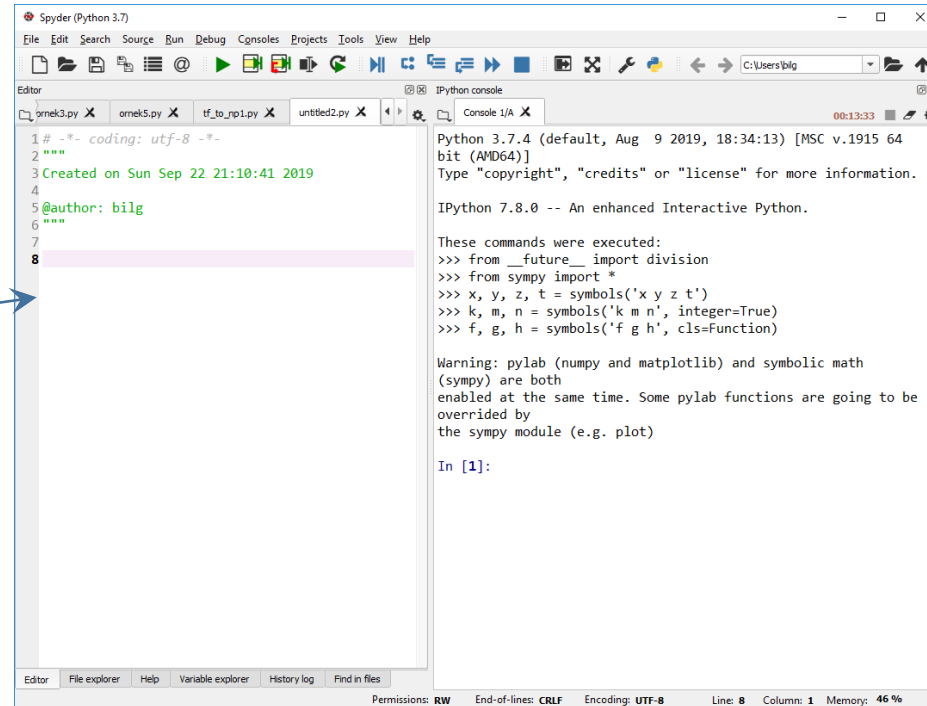 Spyder (Python 3.7)
File Edit Search Source Run Debug Consoles Projects Tools View Help
C:\Users\bilg
Editor
ornek3.py ornek5.py tf_to_np1.py untitled2.py
1 # -*- coding: utf-8 -*-
2 """
3 Created on Sun Sep 22 21:10:41 2019
4
5 @author: bilg
6 """
7
8
Editor File explorer Help Variable explorer History log Find in files
IPython console
Console 1/A 00:13:33
Python 3.7.4 (default, Aug  9 2019, 18:34:13) [MSC v.1915 64
bit (AMD64)]
Type "copyright", "credits" or "license" for more information.
IPython 7.8.0 -- An enhanced Interactive Python.
These commands were executed:
>>> from __future__ import division
>>> from sympy import *
>>> x, y, z, t = symbols('x y z t')
>>> k, m, n = symbols('k m n', integer=True)
>>> f, g, h = symbols('f g h', cls=Function)
Warning: pylab (numpy and matplotlib) and symbolic math
(sympy) are both
enabled at the same time. Some pylab functions are going to be
overrided by
the sympy module (e.g. plot)
In [1]:
Permissions: RW End-of-lines: CRLF Encoding: UTF-8 Line: 8 Column: 1 Memory: 46 %